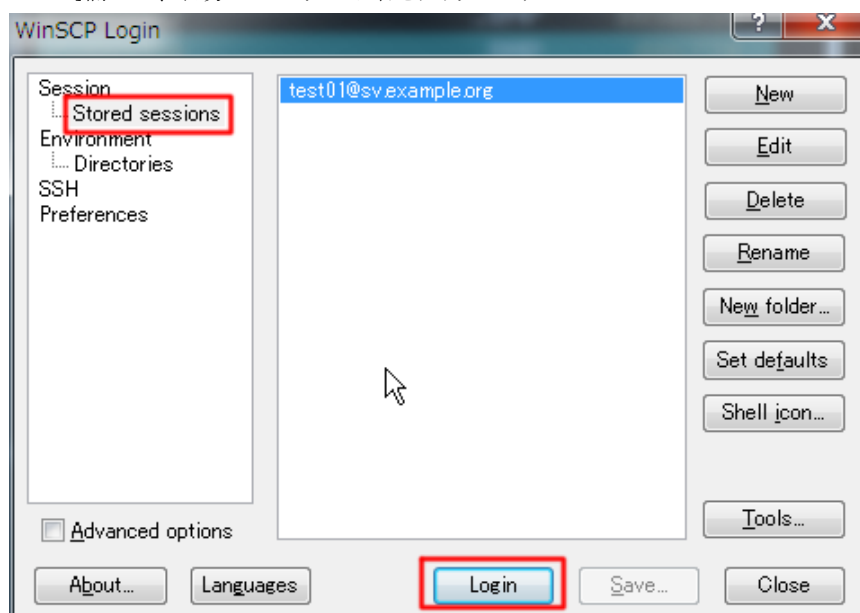 WinSCP Login
? X
Session
Stored sessions
Environment
Directories
SSH
Preferences
Advanced options
test01@sv.example.org
New
Edit
Delete
Rename
New folder...
Set defaults
Shell icon...
Tools...
About...
Languages
Login
Save...
Close